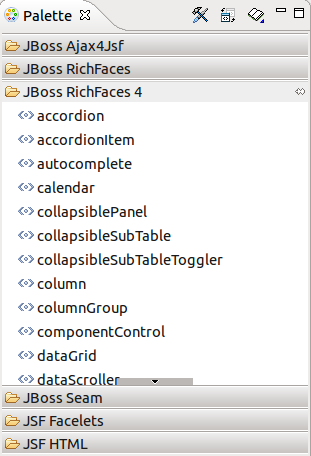 Palette
JBoss Ajax4Jsf
JBoss RichFaces
JBoss RichFaces 4
accordion
accordionItem
autocomplete
calendar
collapsiblePanel
collapsibleSubTable
collapsibleSubTableToggler
column
columnGroup
componentControl
dataGrid
dataScroller
JBoss Seam
JSF Facelets
JSF HTML